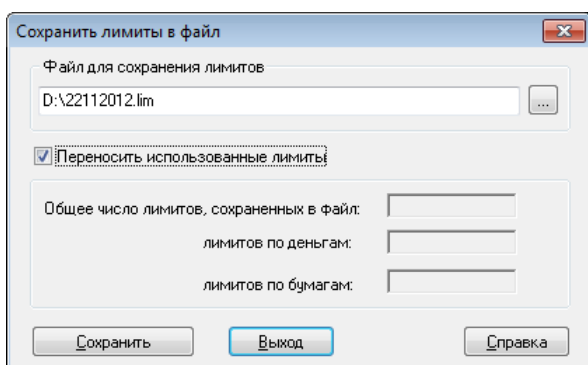 Сохранить лимиты в файл
Файл для сохранения лимитов
D:\22112012.lim
...
Переносить использованные лимиты
Общее число лимитов, сохраненных в файл:
лимитов по деньгам:
лимитов по бумагам:
Сохранить Выход Справка